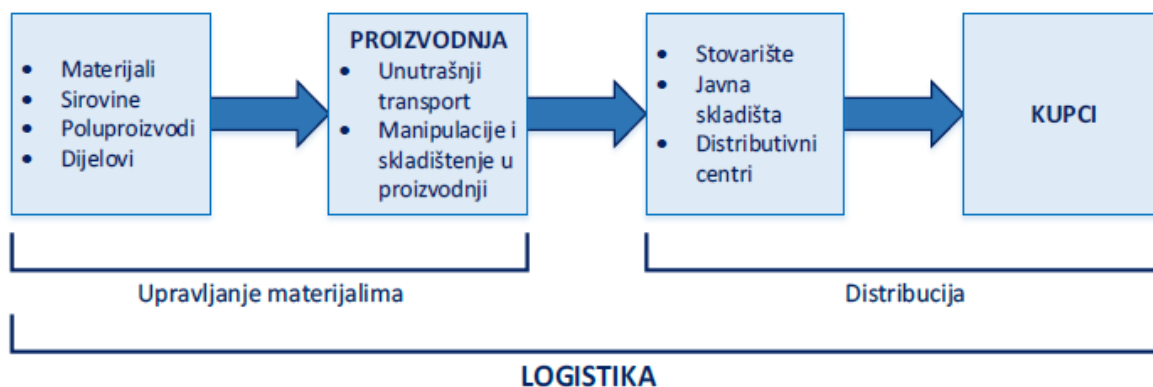 • Materijali
• Sirovine
• Poluproizvodi
• Dijelovi
PROIZVODNJA
• Unutrašnji
transport
• Manipulacije i
skladištenje u
proizvodnji
• Stovarište
• Javna
skladišta
• Distributivni
centri
KUPCI
Upravljanje materijalima
Distribucija
LOGISTIKA